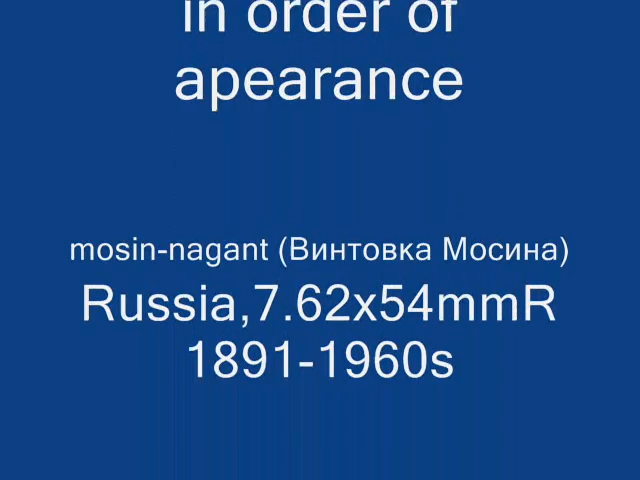 in order of
apearance
mosin-nagant (Винтовка Мосина)
Russia,7.62x54mmR
1891-1960s